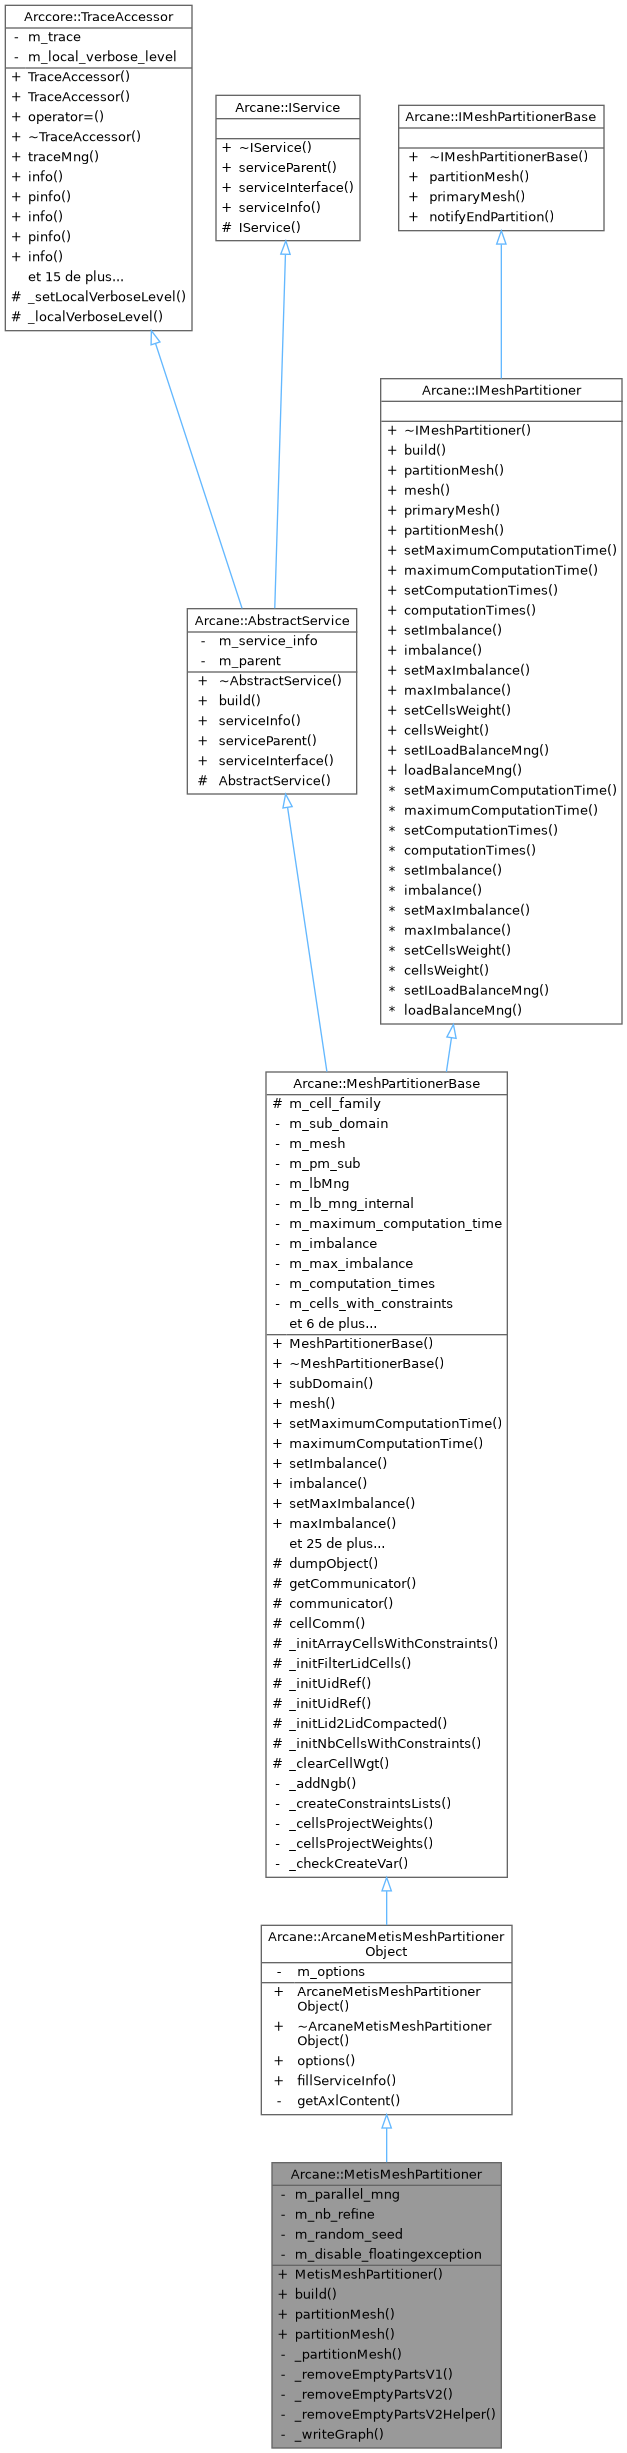 Arccore::TraceAccessor
- m_trace
- m_local_verbose_level
+ TraceAccessor()
+ TraceAccessor()
+ operator=()
+ ~TraceAccessor()
+ traceMng()
+ info()
+ pinfo()
+ info()
+ pinfo()
+ info()
et 15 de plus...
# _setLocalVerboseLevel()
# _localVerboseLevel()
Arcane::IService
+ ~IService()
+ serviceParent()
+ serviceInterface()
+ serviceInfo()
# IService()
Arcane::IMeshPartitionerBase
+ ~IMeshPartitionerBase()
+ partitionMesh()
+ primaryMesh()
+ notifyEndPartition()
Arcane::IMeshPartitioner
+ ~IMeshPartitioner()
+ build()
+ partitionMesh()
+ mesh()
+ primaryMesh()
+ partitionMesh()
+ setMaximumComputationTime()
+ maximumComputationTime()
+ setComputationTimes()
+ computationTimes()
+ setImbalance()
+ imbalance()
+ setMaxImbalance()
+ maxImbalance()
+ setCellsWeight()
+ cellsWeight()
+ setILoadBalanceMng()
+ loadBalanceMng()
* setMaximumComputationTime()
* maximumComputationTime()
* setComputationTimes()
* computationTimes()
* setImbalance()
* imbalance()
* setMaxImbalance()
* maxImbalance()
* setCellsWeight()
* cellsWeight()
* setILoadBalanceMng()
* loadBalanceMng()
Arcane::AbstractService
- m_service_info
- m_parent
+ ~AbstractService()
+ build()
+ serviceInfo()
+ serviceParent()
+ serviceInterface()
# AbstractService()
Arcane::MeshPartitionerBase
# m_cell_family
- m_sub_domain
- m_mesh
- m_pm_sub
- m_lbMng
- m_lb_mng_internal
- m_maximum_computation_time
- m_imbalance
- m_max_imbalance
- m_computation_times
- m_cells_with_constraints
et 6 de plus...
+ MeshPartitionerBase()
+ ~MeshPartitionerBase()
+ subDomain()
+ mesh()
+ setMaximumComputationTime()
+ maximumComputationTime()
+ setImbalance()
+ imbalance()
+ setMaxImbalance()
+ maxImbalance()
et 25 de plus...
# dumpObject()
# getCommunicator()
# communicator()
# cellComm()
# _initArrayCellsWithConstraints()
# _initFilterLidCells()
# _initUidRef()
# _initUidRef()
# _initLid2LidCompacted()
# _initNbCellsWithConstraints()
# _clearCellWgt()
- _addNgb()
- _createConstraintsLists()
- _cellsProjectWeights()
- _cellsProjectWeights()
- _checkCreateVar()
Arcane::ArcaneMetisMeshPartitioner
Object
- m_options
+ ArcaneMetisMeshPartitioner
Object()
+ ~ArcaneMetisMeshPartitioner
Object()
+ options()
+ fillServiceInfo()
- getAxlContent()
Arcane::MetisMeshPartitioner
- m_parallel_mng
- m_nb_refine
- m_random_seed
- m_disable_floatingexception
+ MetisMeshPartitioner()
+ build()
+ partitionMesh()
+ partitionMesh()
- _partitionMesh()
- _removeEmptyPartsV1()
- _removeEmptyPartsV2()
- _removeEmptyPartsV2Helper()
- _writeGraph()